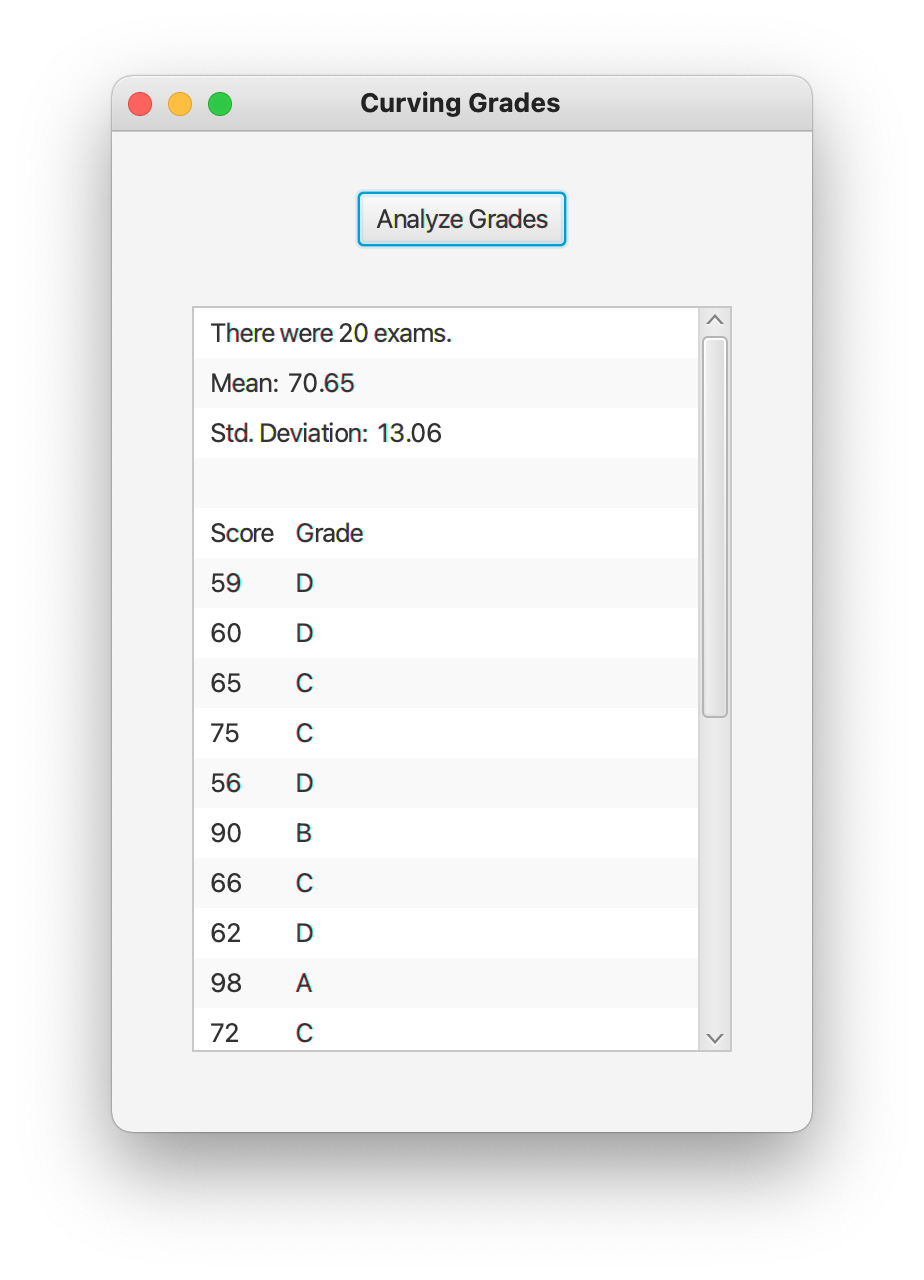 Curving Grades
Analyze Grades
There were 20 exams.
Mean: 70.65
Std. Deviation: 13.06
Score Grade
59 D
60 D
65 C
75 C
56 D
90 B
66 C
62 D
98 A
72 C